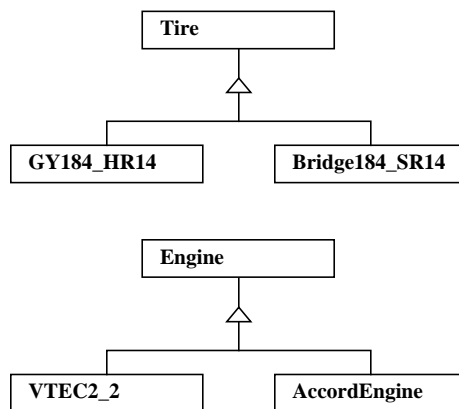 Tire
GY184_HR14
Bridge184_SR14
Engine
VTEC2_2
AccordEngine